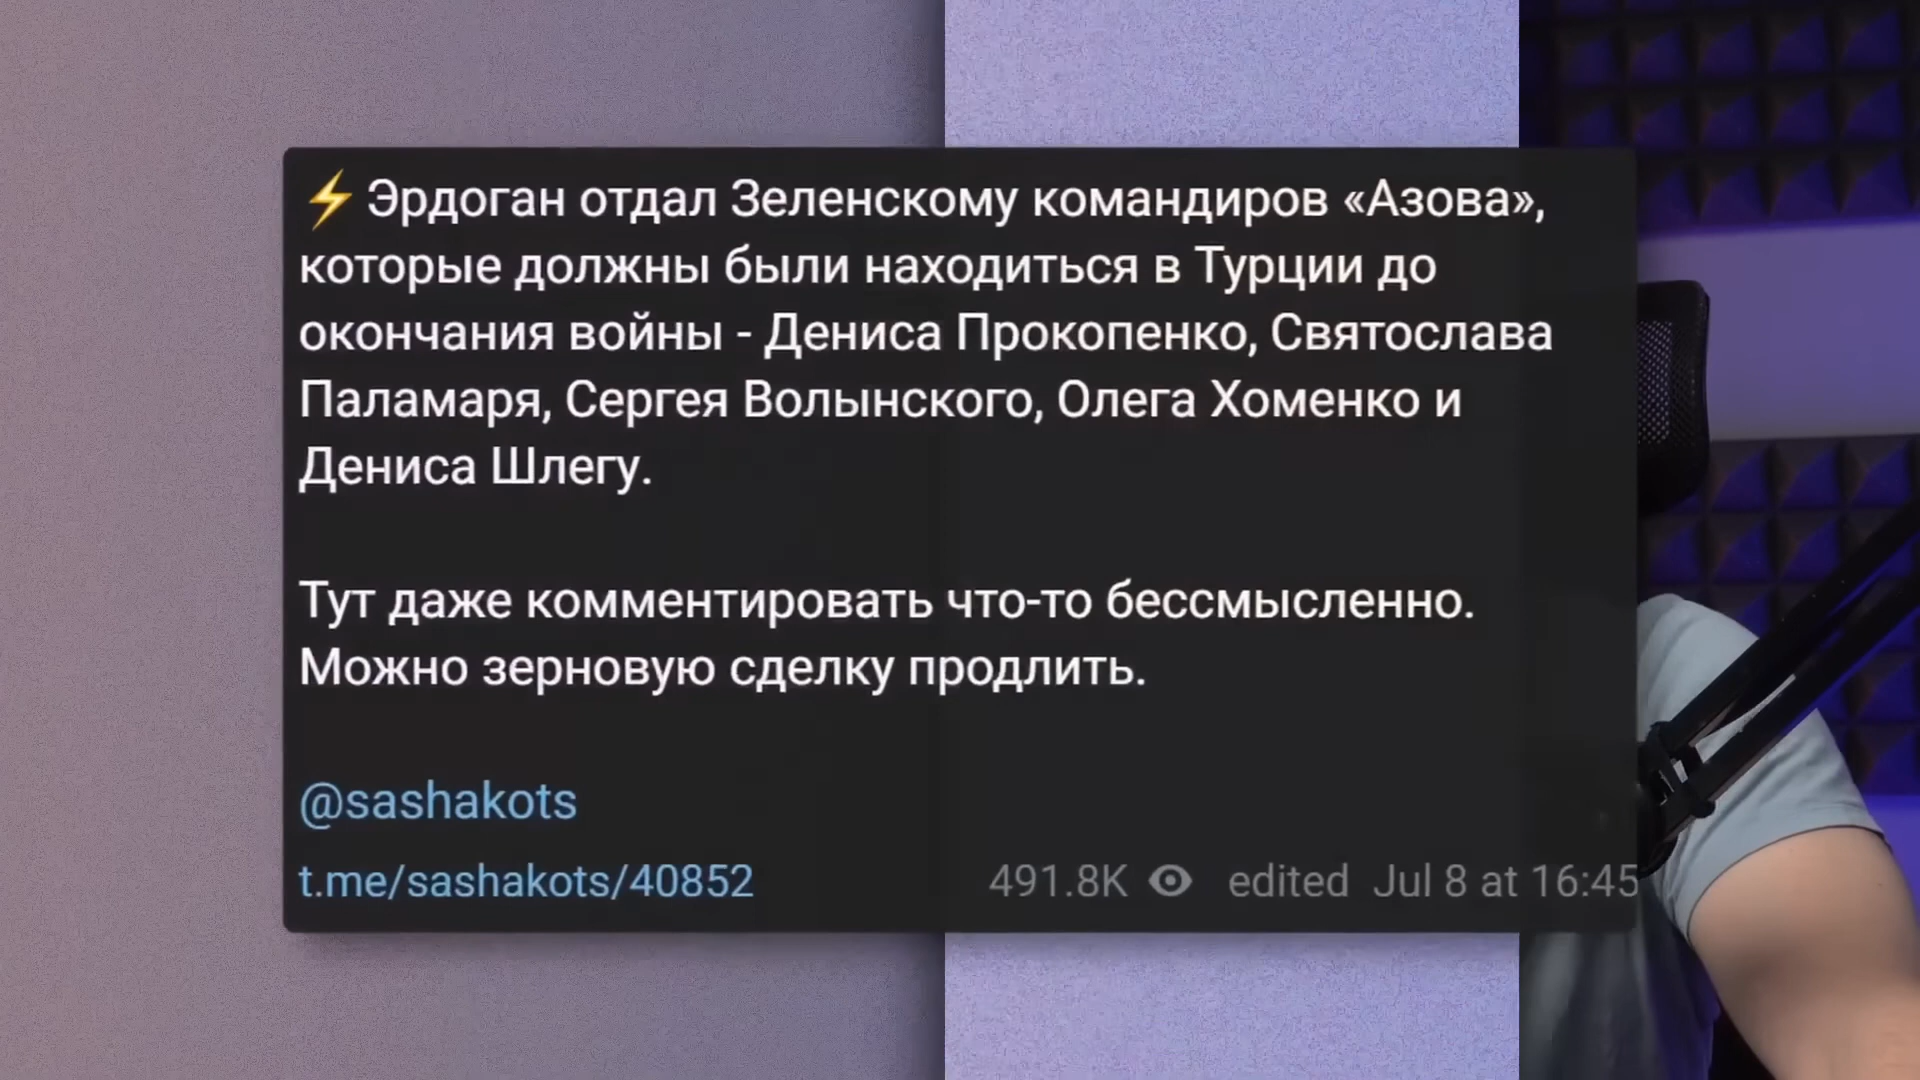 ⚡Эрдоган отдал Зеленскому командиров «Азова»,
которые должны были находиться в Турции до
окончания войны - Дениса Прокопенко, Святослава
Паламаря, Сергея Волынского, Олега Хоменко и
Дениса Шлегу.
Тут даже комментировать что-то бессмысленно.
Можно зерновую сделку продлить.
@sashakots
t.me/sashakots/40852 491.8K edited Jul 8 at 16:45